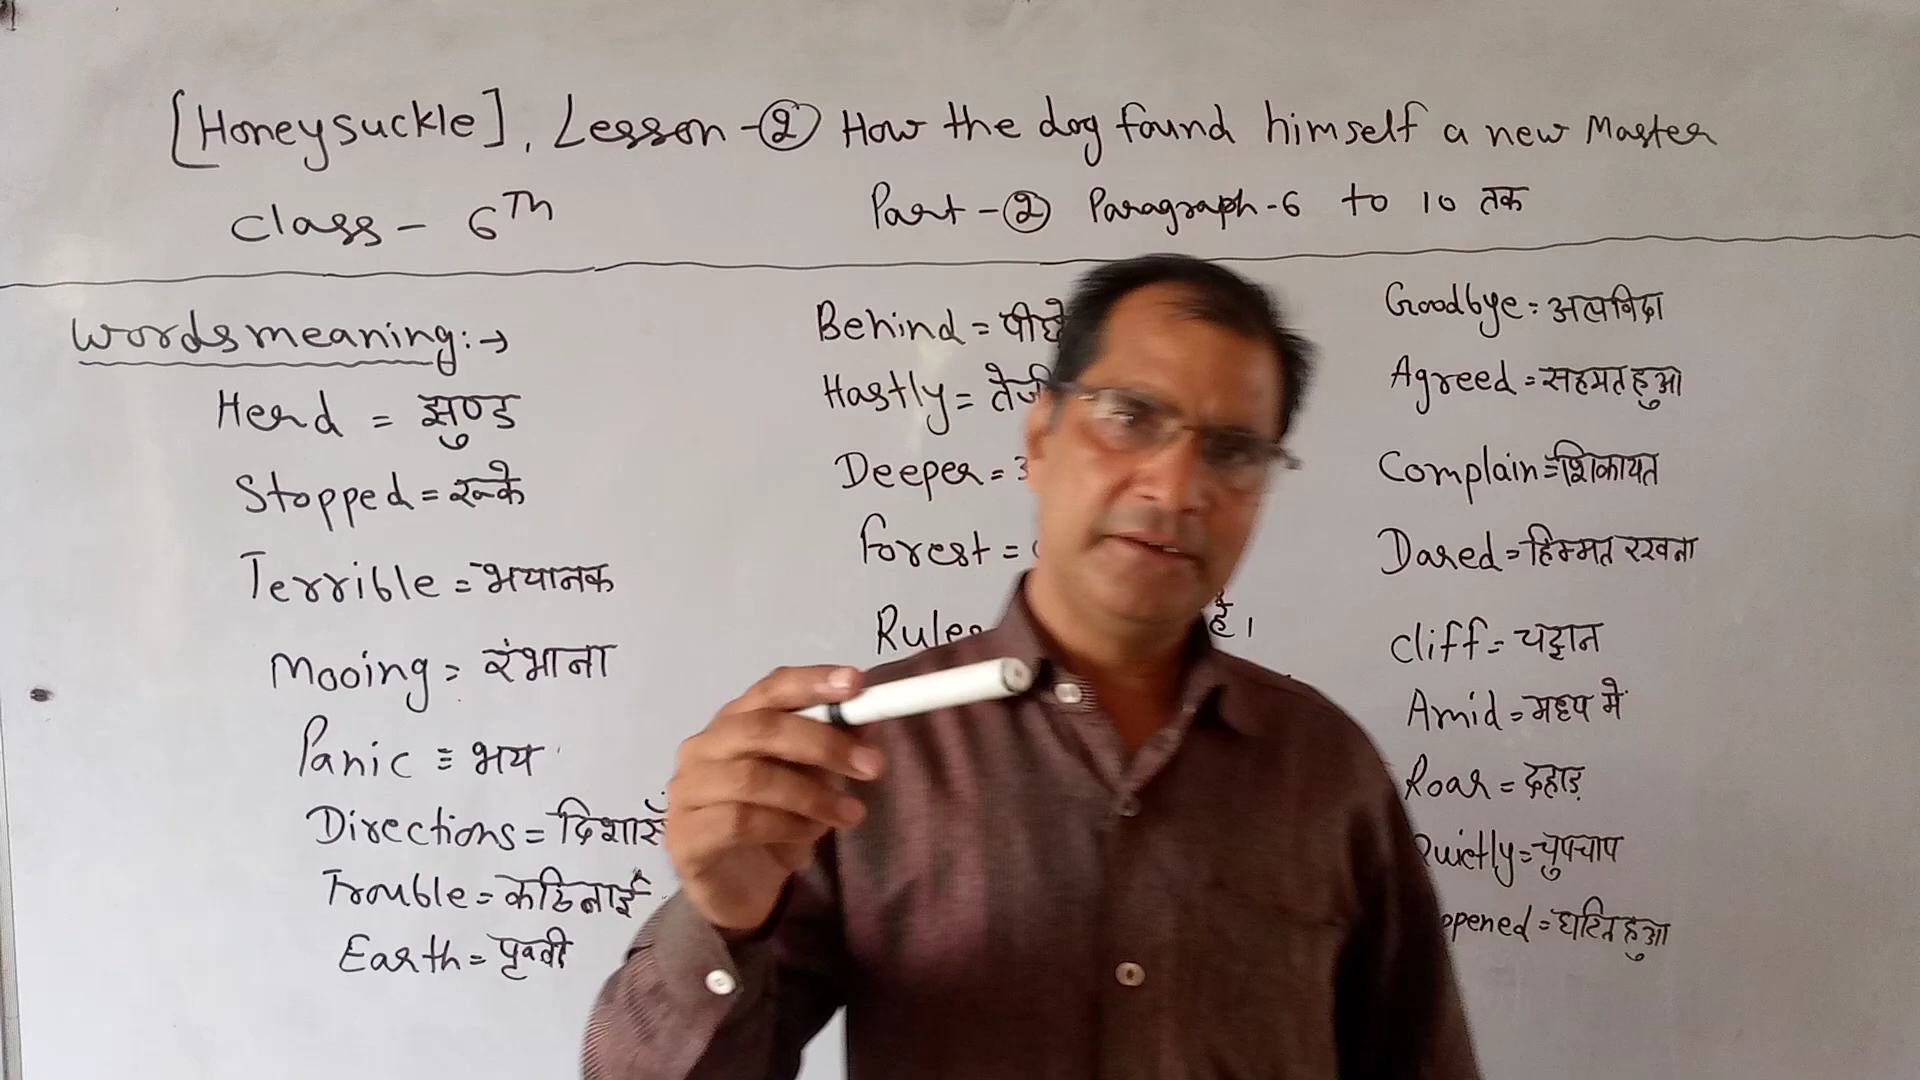 [Honeysuckle], Lesson-② How the dog found himself a new Master
Class - 6Th
Part-② Paragraph-6 to 10 तक
Words meaning:→
Herd = झुण्ड
Stopped = रूके
Terrible = भयानक
Mooing = रंभाना
Panic = भय
Directions = दिशाएँ
Trouble = कठिनाई
Earth = पृथ्वी
Behind = पीछे
Hastly =
Deeper =
Forest =
Rules है।
Goodbye = अलविदा
Agreed = सहमत हुआ
Complain = शिकायत
Dared = हिम्मत रखना
Cliff = चट्टान
Amid = मध्य में
Roar = दहाड़
Quietly = चुपचाप
ppened = घटित हुआ